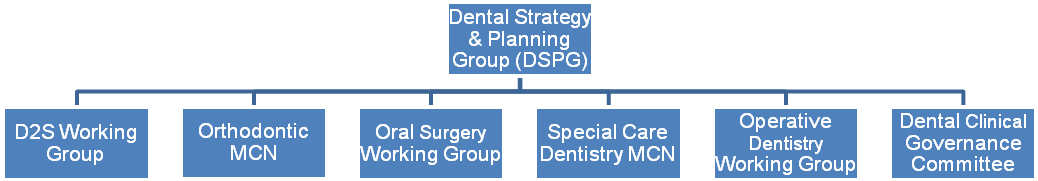 Dental Strategy
& Planning
Group (DSPG)
D2S Working
Group
Orthodontic
MCN
Oral Surgery
Working Group
Special Care
Dentistry MCN
Operative
Dentistry
Working Group
Dental Clinical
Governance
Committee